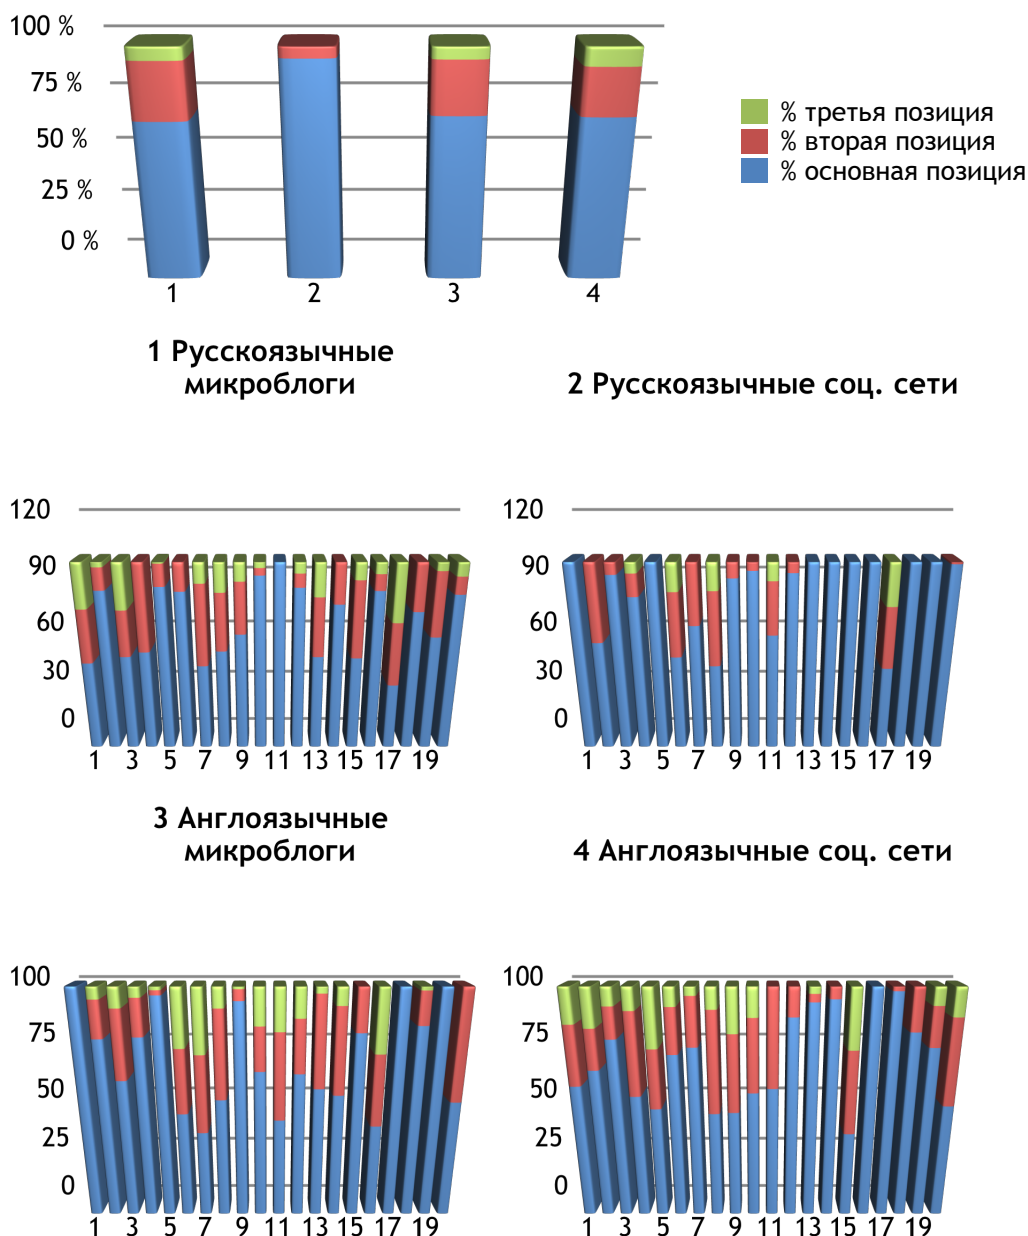 100 %
75 %
50 %
25 %
0 %
1 2 3 4
% третья позиция
% вторая позиция
% основная позиция
1 Русскоязычные
микроблоги
2 Русскоязычные соц. сети
120
90
60
30
0
1 3 5 7 9 11 13 15 17 19
120
90
60
30
0
1 3 5 7 9 11 13 15 17 19
3 Англоязычные
микроблоги
4 Англоязычные соц. сети
100
75
50
25
0
1 3 5 7 9 11 13 15 17 19
100
75
50
25
0
1 3 5 7 9 11 13 15 17 19